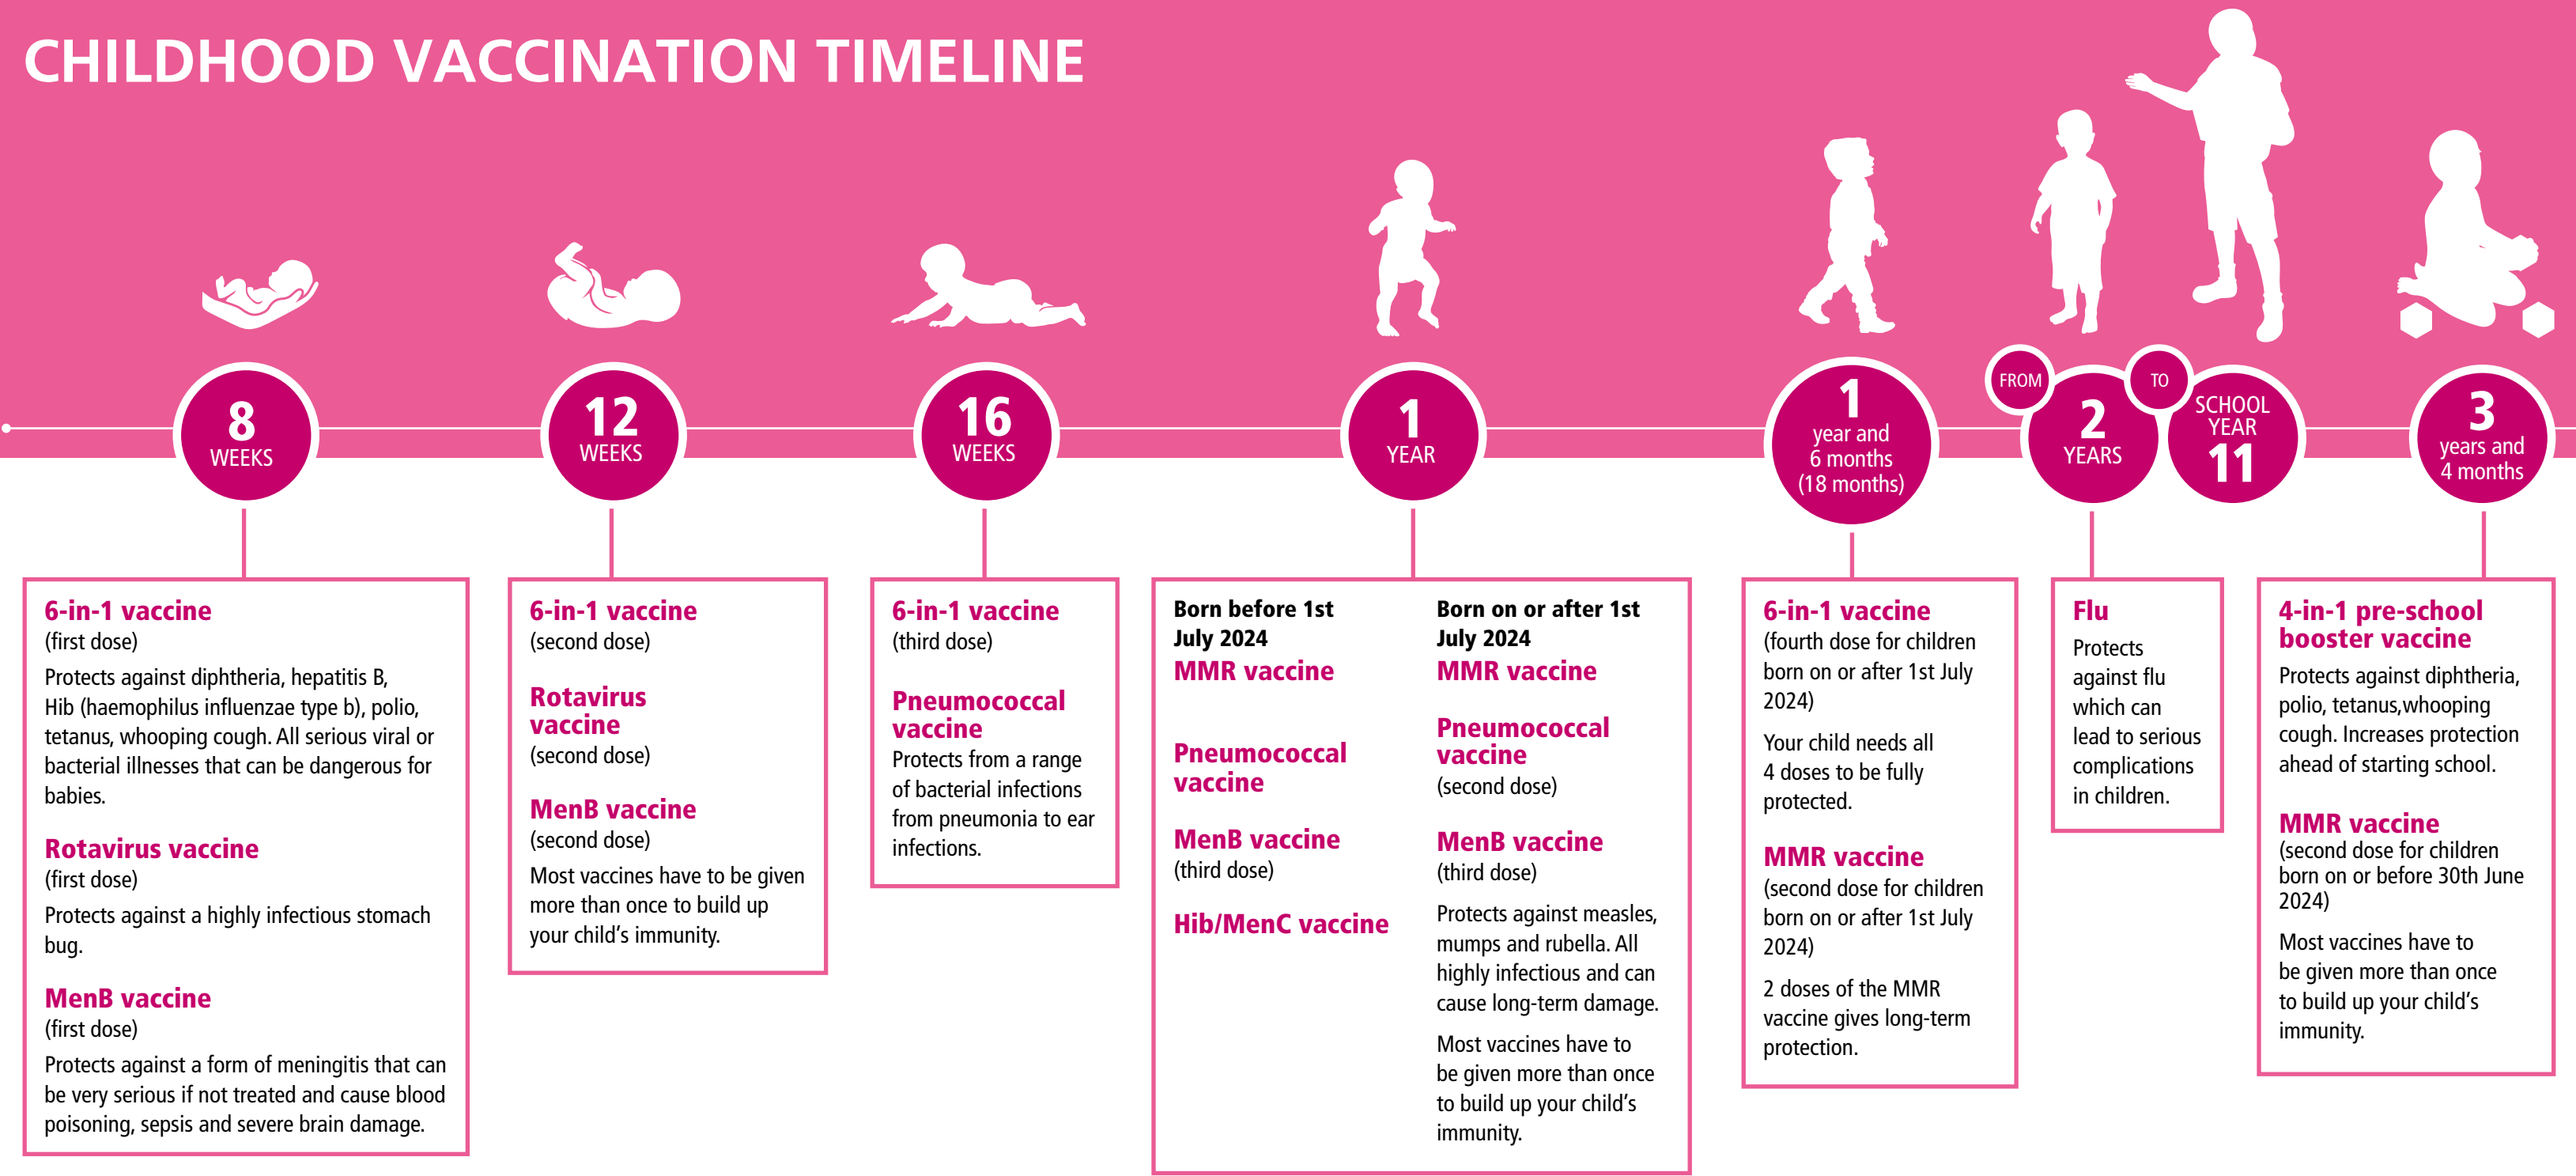 CHILDHOOD VACCINATION TIMELINE
8
WEEKS
6-in-1 vaccine
(first dose)
Protects against diphtheria, hepatitis B,
Hib (haemophilus influenzae type b), polio,
tetanus, whooping cough. All serious viral or
bacterial illnesses that can be dangerous for
babies.
Rotavirus vaccine
(first dose)
Protects against a highly infectious stomach
bug.
MenB vaccine
(first dose)
Protects against a form of meningitis that can
be very serious if not treated and cause blood
poisoning, sepsis and severe brain damage.
12
WEEKS
6-in-1 vaccine
(second dose)
Rotavirus
vaccine
(second dose)
MenB vaccine
(second dose)
Most vaccines have to be given
more than once to build up
your child’s immunity.
16
WEEKS
6-in-1 vaccine
(third dose)
Pneumococcal
vaccine
Protects from a range
of bacterial infections
from pneumonia to ear
infections.
1
YEAR
Born before 1st
July 2024
MMR vaccine
Pneumococcal
vaccine
MenB vaccine
(third dose)
Hib/MenC vaccine
Born on or after 1st
July 2024
MMR vaccine
Pneumococcal
vaccine
(second dose)
MenB vaccine
(third dose)
Protects against measles,
mumps and rubella. All
highly infectious and can
cause long-term damage.
Most vaccines have to
be given more than once
to build up your child’s
immunity.
1
year and
6 months
(18 months)
6-in-1 vaccine
(fourth dose for children
born on or after 1st July
2024)
Your child needs all
4 doses to be fully
protected.
MMR vaccine
(second dose for children
born on or after 1st July
2024)
2 doses of the MMR
vaccine gives long-term
protection.
FROM
2
YEARS
TO
SCHOOL
YEAR
11
Flu
Protects
against flu
which can
lead to serious
complications
in children.
3
years and
4 months
4-in-1 pre-school
booster vaccine
Protects against diphtheria,
polio, tetanus,whooping
cough. Increases protection
ahead of starting school.
MMR vaccine
(second dose for children
born on or before 30th June
2024)
Most vaccines have to
be given more than once
to build up your child’s
immunity.